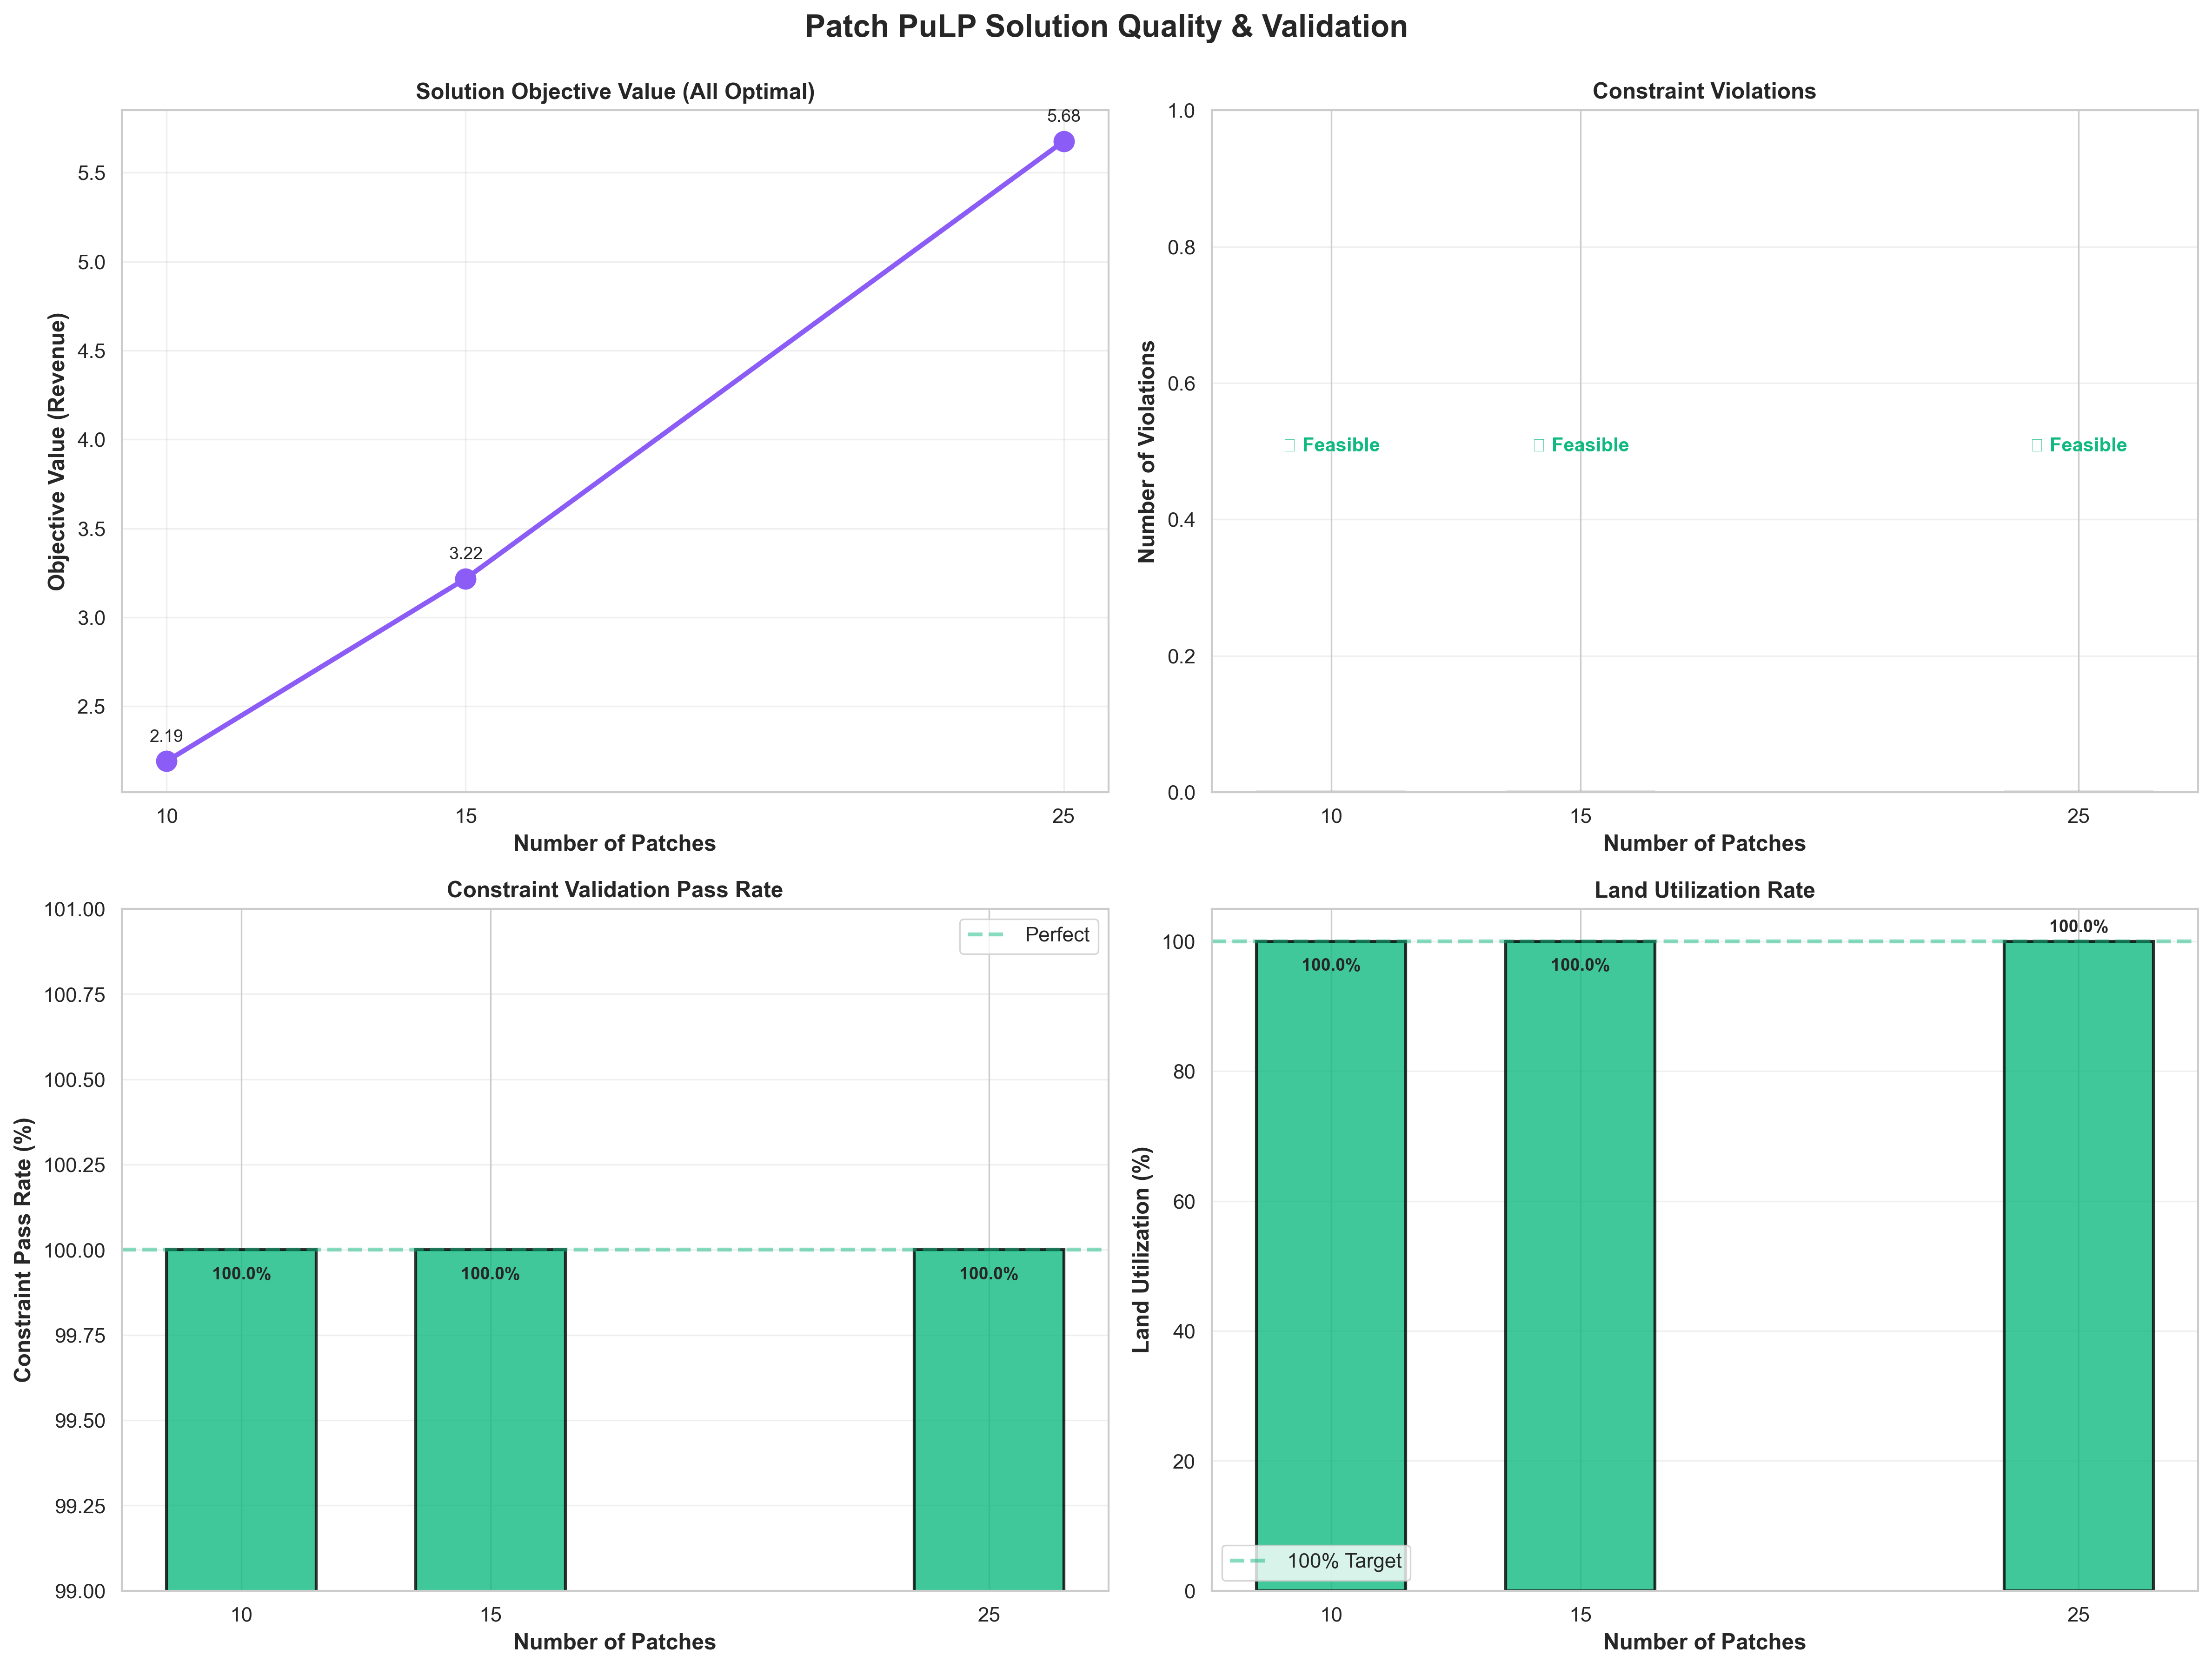 Patch PuLP Solution Quality & Validation
Solution Objective Value (All Optimal)
Objective Value (Revenue)
5.5
5.0
4.5
4.0
3.5
3.0
2.5
2.19
3.22
5.68
10
15
25
Number of Patches
Constraint Violations
Number of Violations
1.0
0.8
0.6
0.4
0.2
0.0
□ Feasible
□ Feasible
□ Feasible
10
15
25
Number of Patches
Constraint Validation Pass Rate
Constraint Pass Rate (%)
101.00
100.75
100.50
100.25
100.00
99.75
99.50
99.25
99.00
Perfect
100.0%
100.0%
100.0%
10
15
25
Number of Patches
Land Utilization Rate
Land Utilization (%)
100
80
60
40
20
0
100.0%
100.0%
100.0%
100% Target
10
15
25
Number of Patches